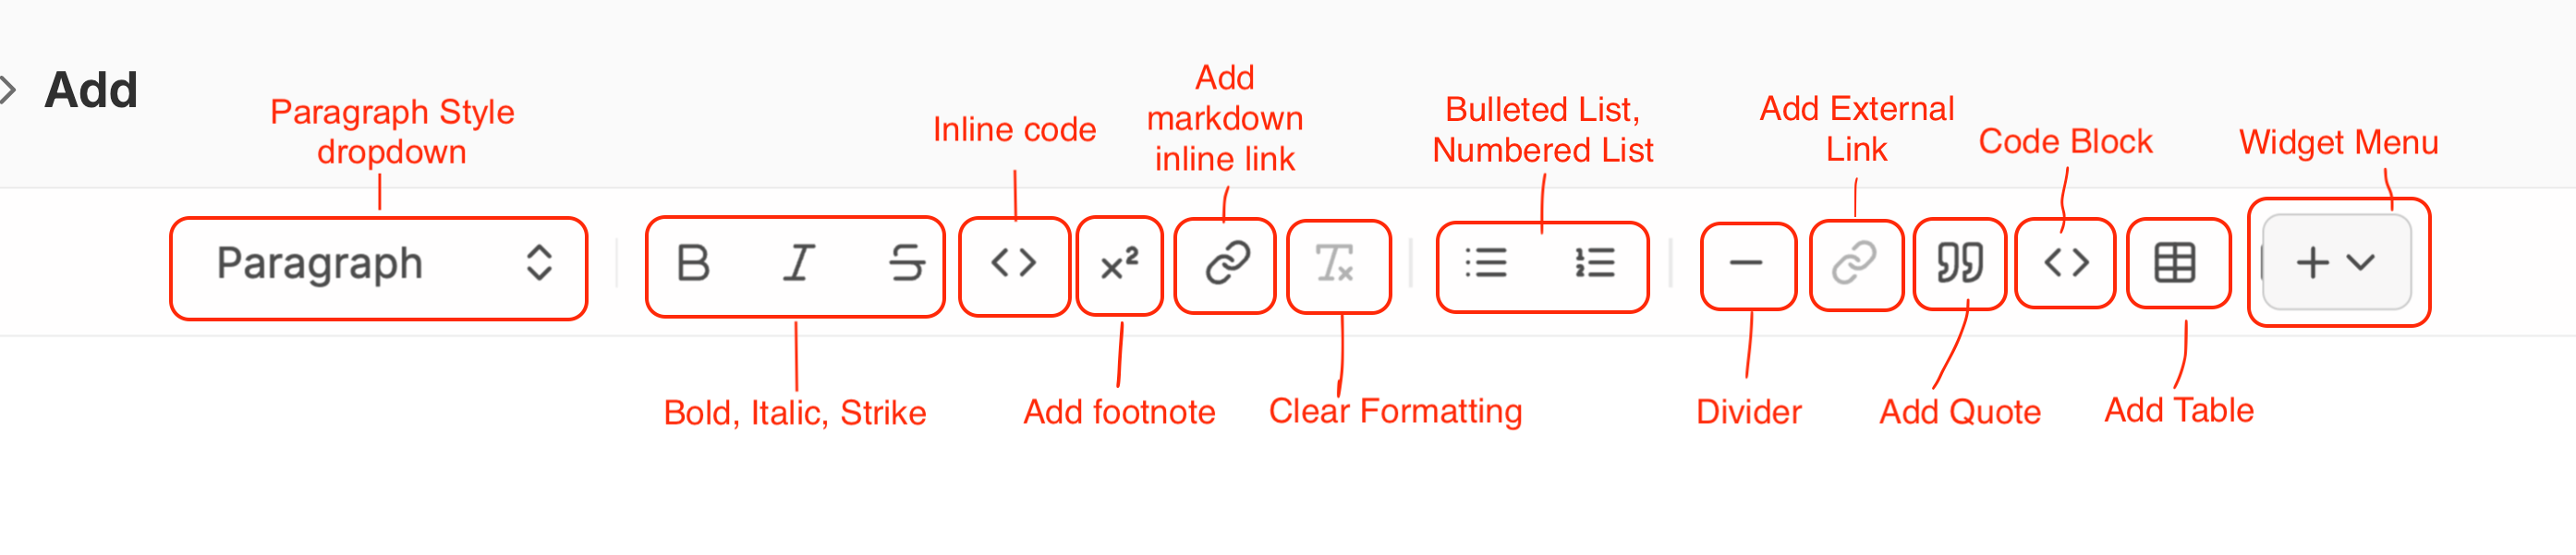 Add
Paragraph Style
dropdown
Inline code
Add
markdown
inline link
Bulleted List,
Numbered List
Add External
Link
Code Block
Widget Menu
Paragraph
B I S x²
Bold, Italic, Strike
Add footnote
Clear Formatting
Divider
Add Quote
Add Table